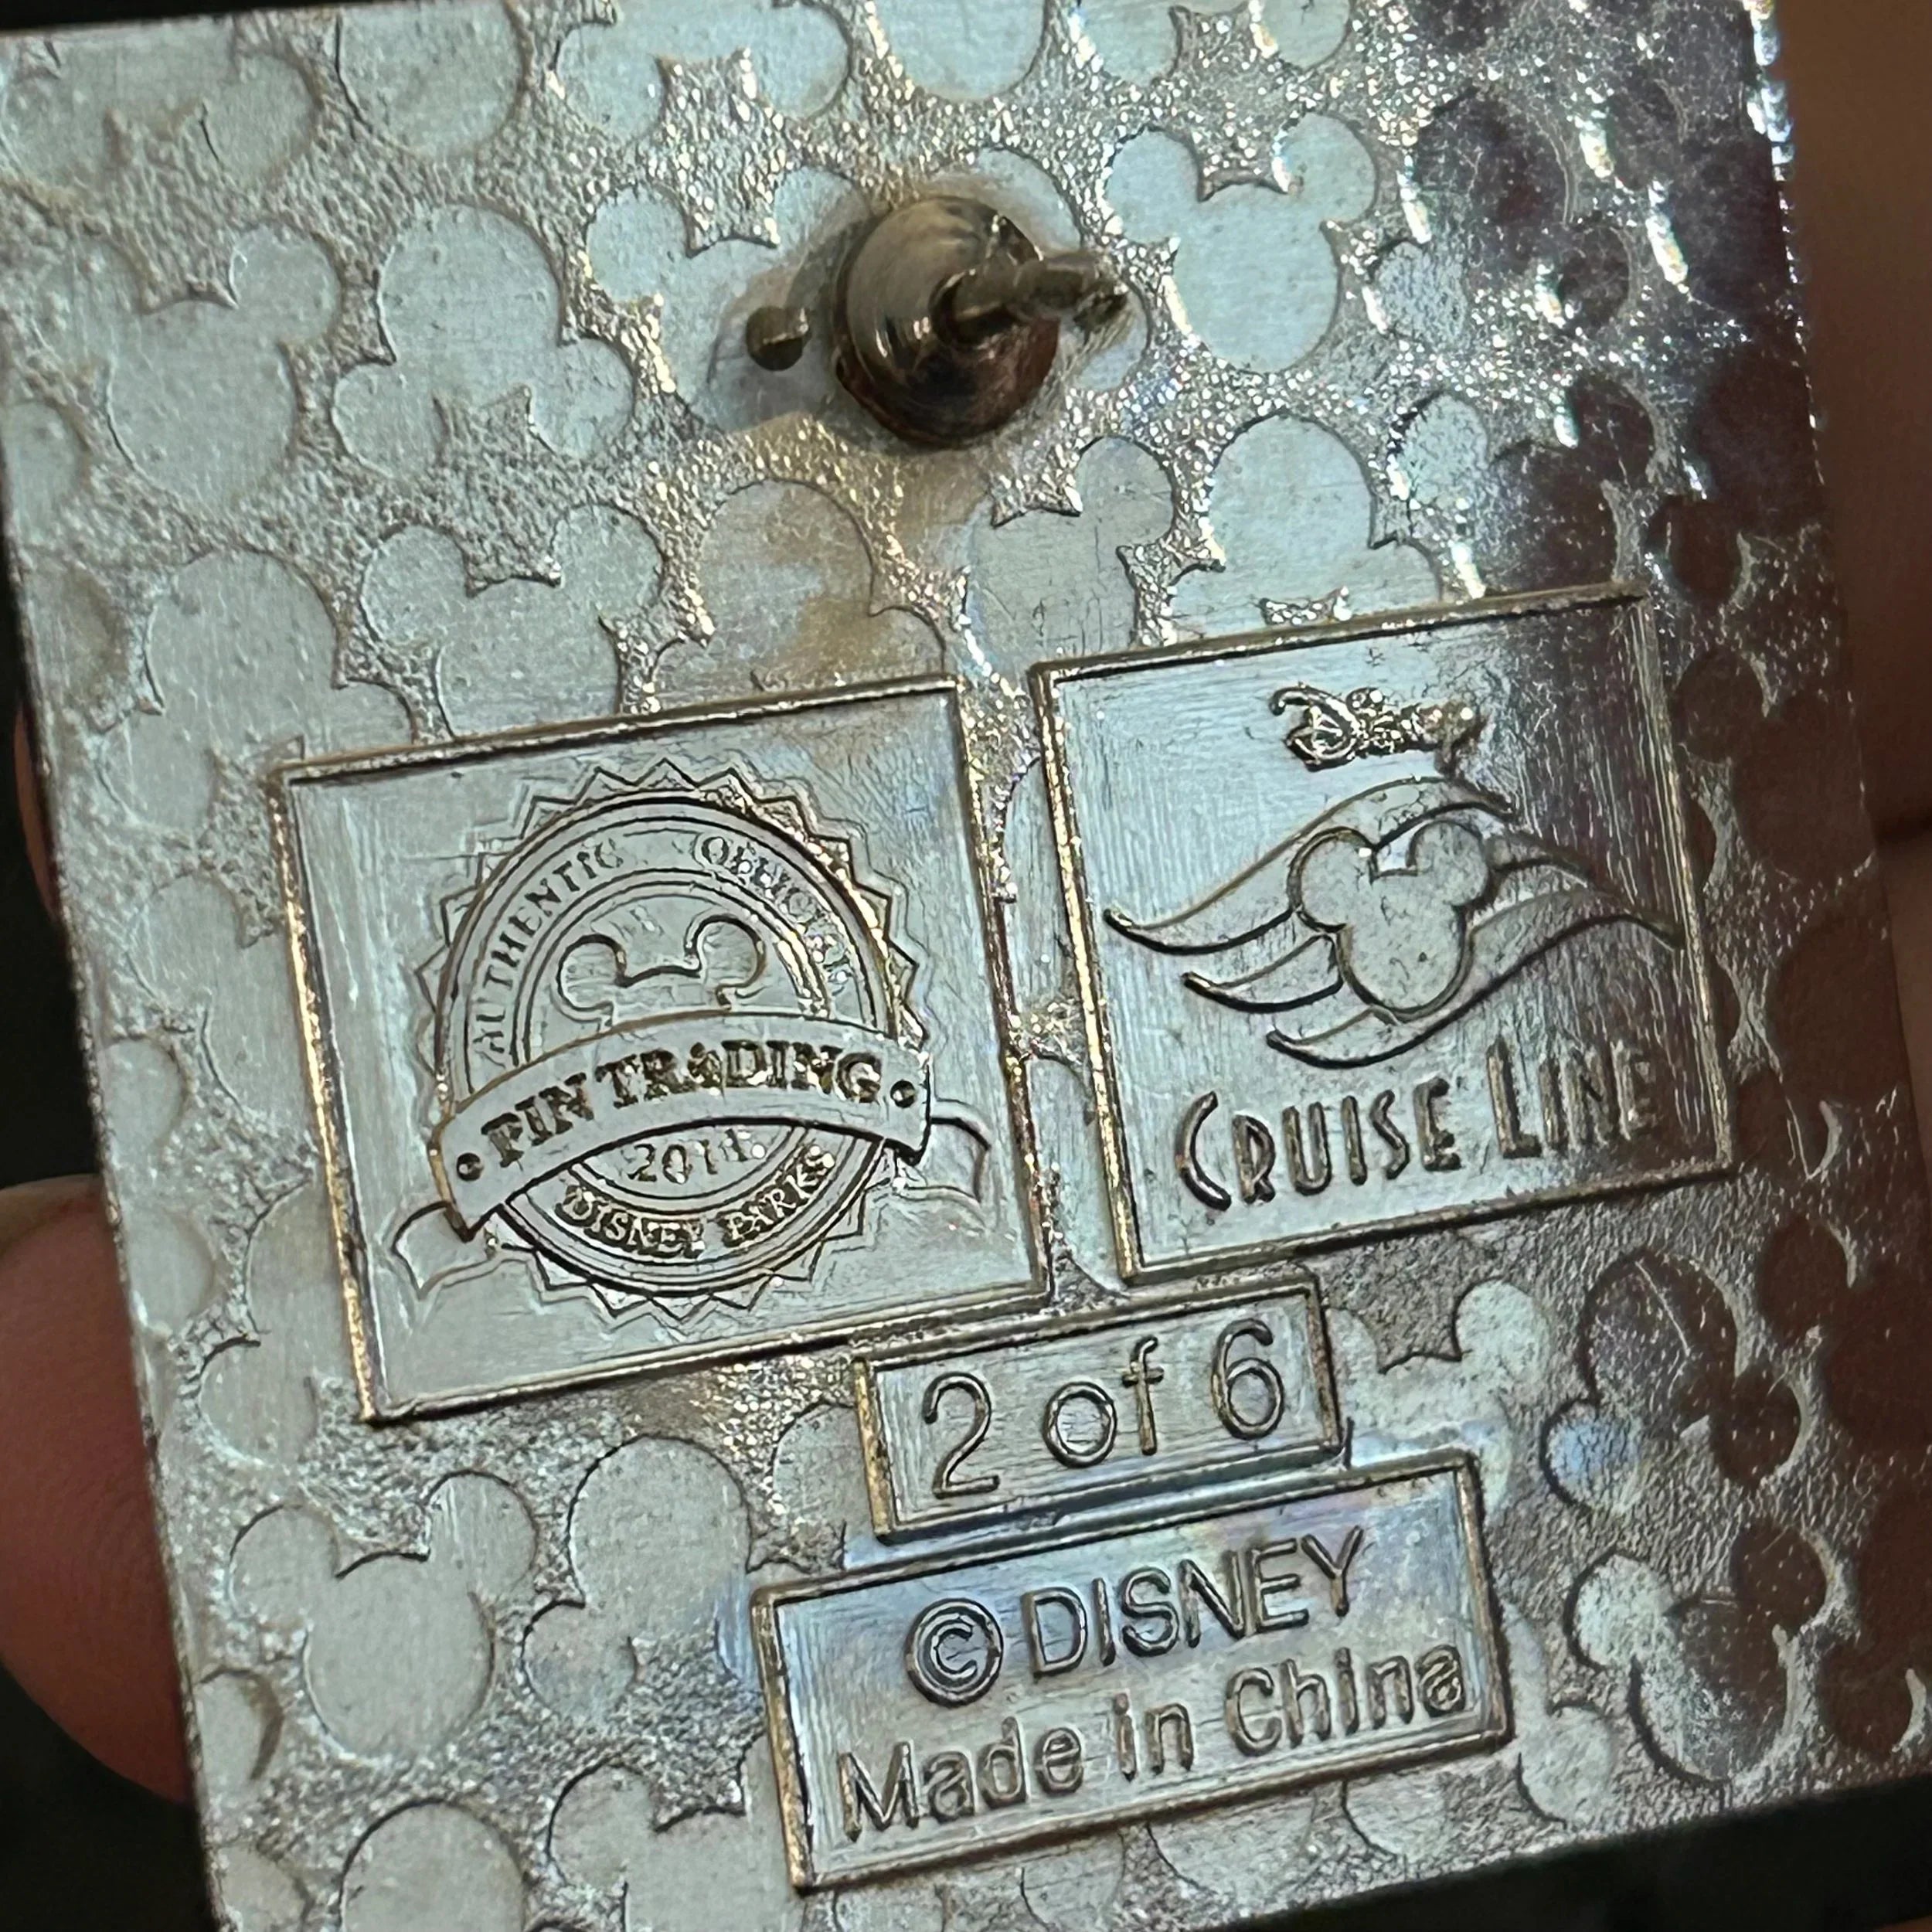 AUTHENTIC OFFICIAL
PIN TRADING
2011
DISNEY PARKS
Disney
CRUISE LINE
2 of 6
© DISNEY
Made in China